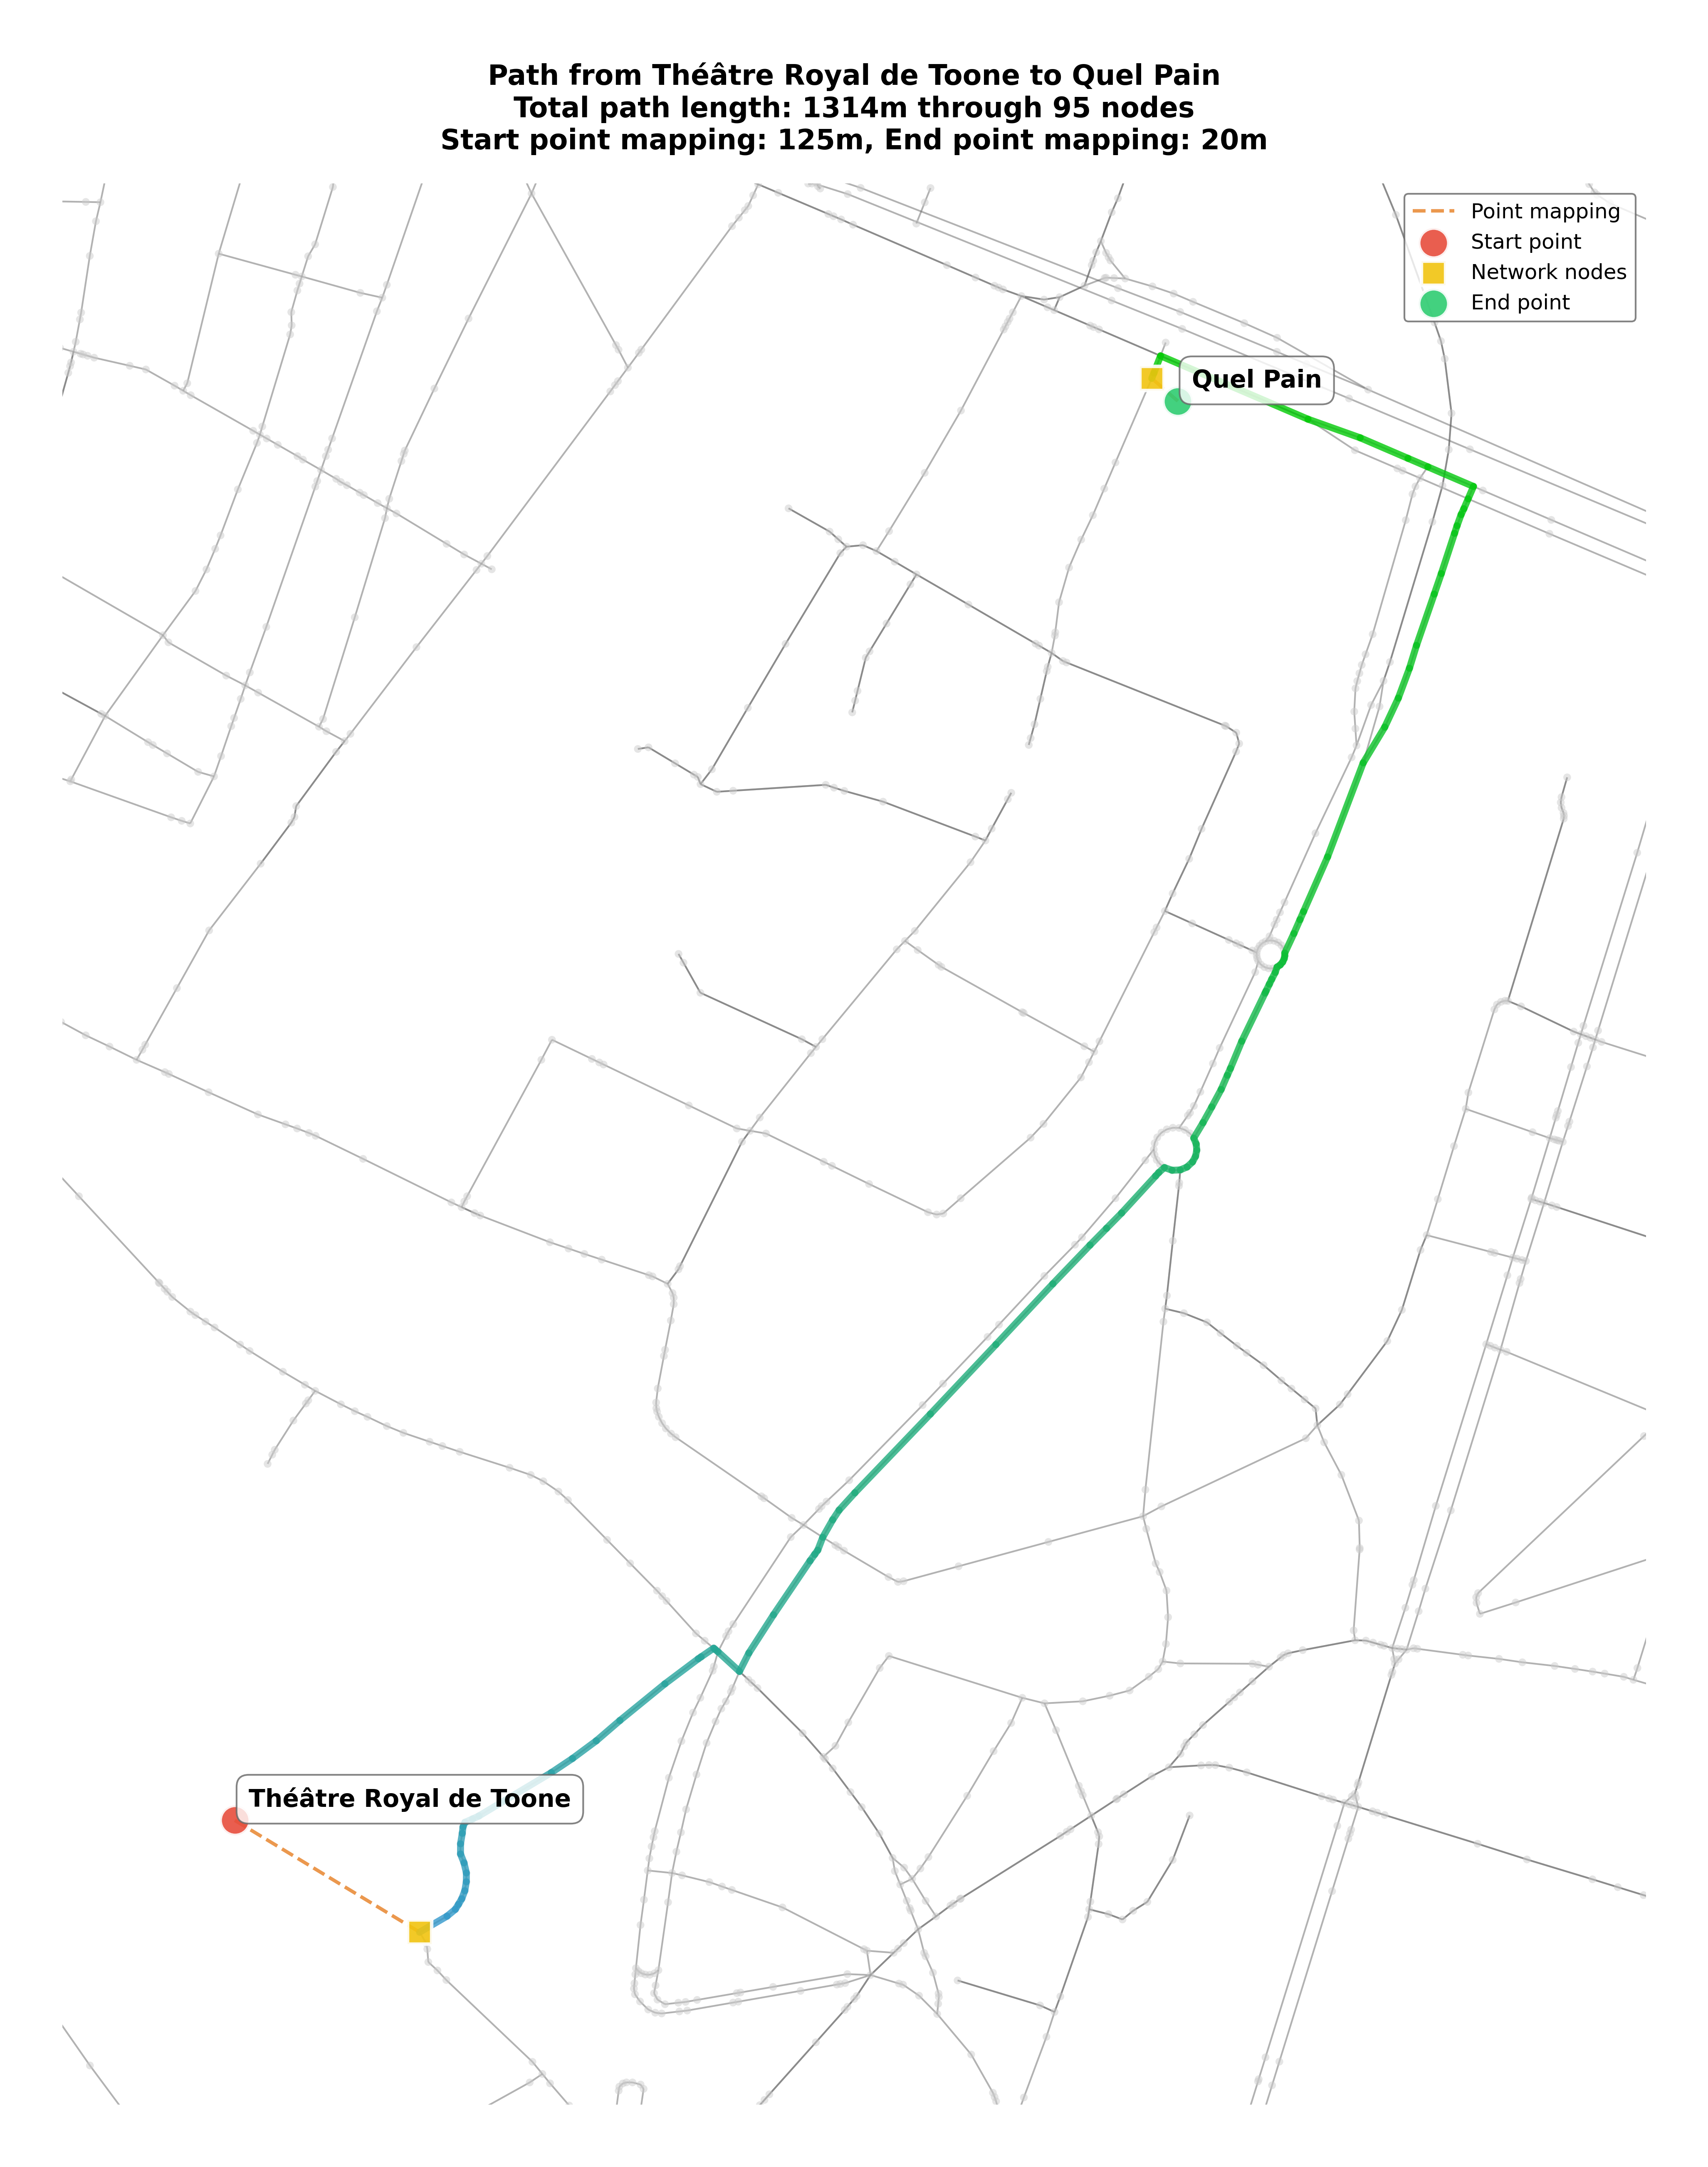 Path from Théâtre Royal de Toone to Quel Pain
Total path length: 1314m through 95 nodes
Start point mapping: 125m, End point mapping: 20m
Point mapping
Start point
Network nodes
End point
Quel Pain
Théâtre Royal de Toone